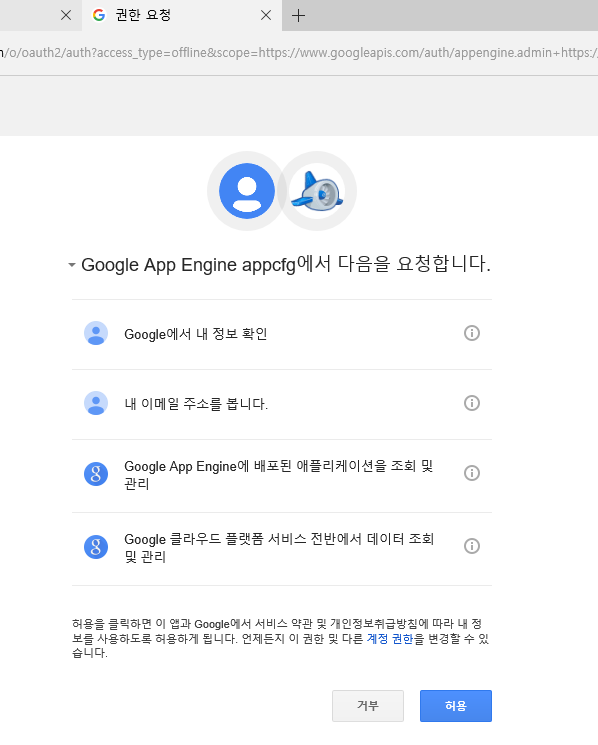 권한 요청
/o/oauth2/auth?access_type=offline&scope=https://www.googleapis.com/auth/appengine.admin+https:/
Google App Engine appcfg에서 다음을 요청합니다.
Google에서 내 정보 확인
내 이메일 주소를 봅니다.
Google App Engine에 배포된 애플리케이션을 조회 및
관리
Google 클라우드 플랫폼 서비스 전반에서 데이터 조회
및 관리
허용을 클릭하면 이 앱과 Google에서 서비스 약관 및 개인정보취급방침에 따라 내 정
보를 사용하도록 허용하게 됩니다. 언제든지 이 권한 및 다른 계정 권한을 변경할 수 있
습니다.
거부
허용